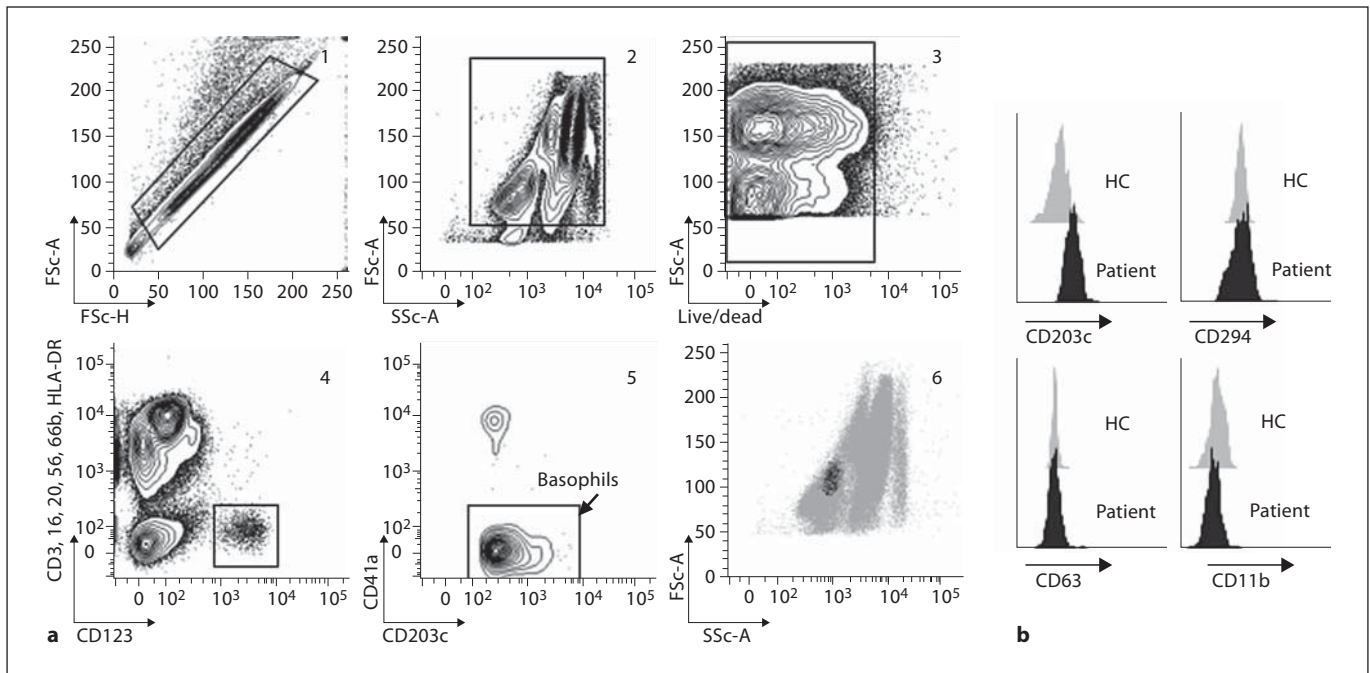 1
250
200
150
100
50
0
FSc-A
0 50 100 150 200 250
FSc-H
2
250
200
150
100
50
0
FSc-A
0 10² 10³ 10⁴ 10⁵
SSc-A
3
250
200
150
100
50
0
FSc-A
0 10² 10³ 10⁴ 10⁵
Live/dead
4
10⁵
10⁴
10³
10²
0
CD3, 16, 20, 56, 66b, HLA-DR
0 10² 10³ 10⁴ 10⁵
a CD123
5
10⁵
10⁴
10³
10²
0
Basophils
CD41a
0 10² 10³ 10⁴ 10⁵
CD203c
6
250
200
150
100
50
0
FSc-A
0 10² 10³ 10⁴ 10⁵
SSc-A
HC
Patient
CD203c
HC
Patient
CD294
HC
Patient
CD63
HC
Patient
CD11b
b